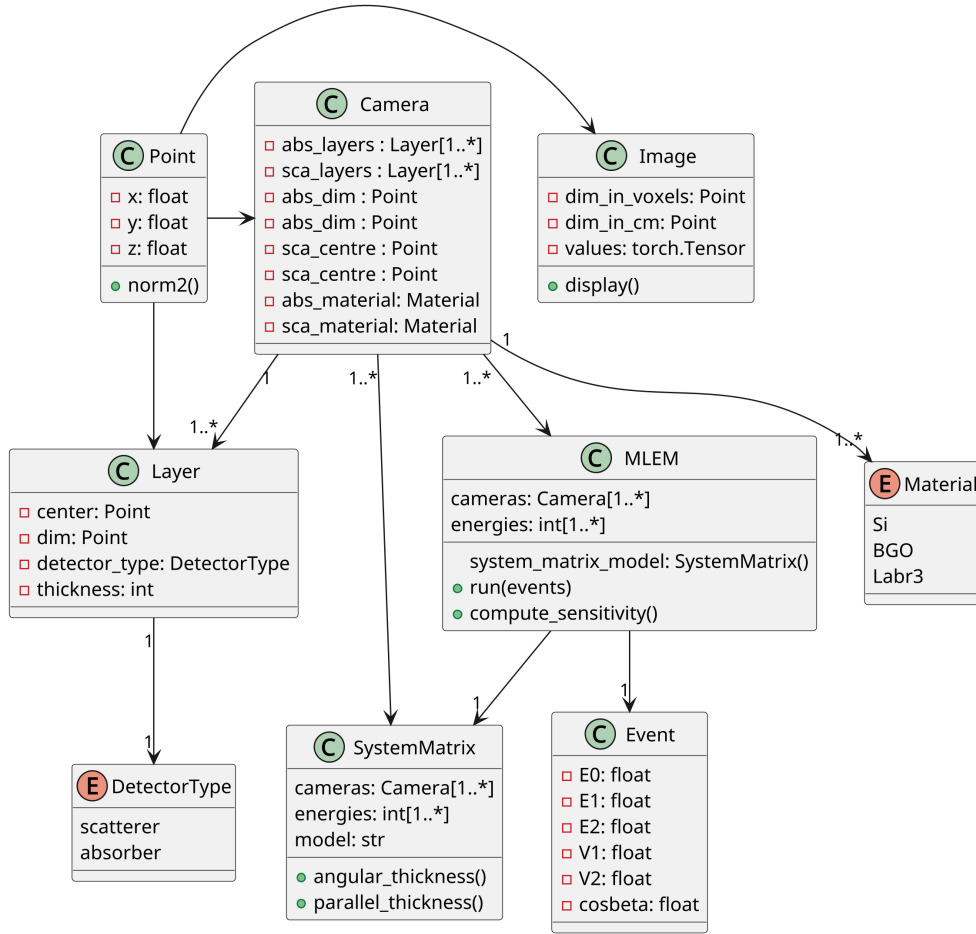 C Camera
abs_layers : Layer[1..*]
sca_layers : Layer[1..*]
abs_dim : Point
abs_dim : Point
sca_centre : Point
sca_centre : Point
abs_material: Material
sca_material: Material
C Point
x: float
y: float
z: float
norm2()
C Image
dim_in_voxels: Point
dim_in_cm: Point
values: torch.Tensor
display()
1
1..*
1..*
1..*
1
1..*
C Layer
center: Point
dim: Point
detector_type: DetectorType
thickness: int
C MLEM
cameras: Camera[1..*]
energies: int[1..*]
system_matrix_model: SystemMatrix()
run(events)
compute_sensitivity()
E Material
Si
BGO
Labr3
1
1
1
1
E DetectorType
scatterer
absorber
C SystemMatrix
cameras: Camera[1..*]
energies: int[1..*]
model: str
angular_thickness()
parallel_thickness()
C Event
E0: float
E1: float
E2: float
V1: float
V2: float
cosbeta: float